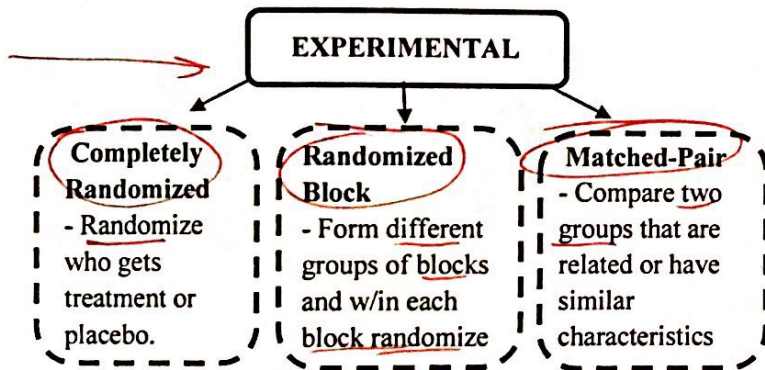 EXPERIMENTAL
Completely
Randomized
- Randomize
who gets
treatment or
placebo.
Randomized
Block
- Form different
groups of blocks
and w/in each
block randomize
Matched-Pair
- Compare two
groups that are
related or have
similar
characteristics